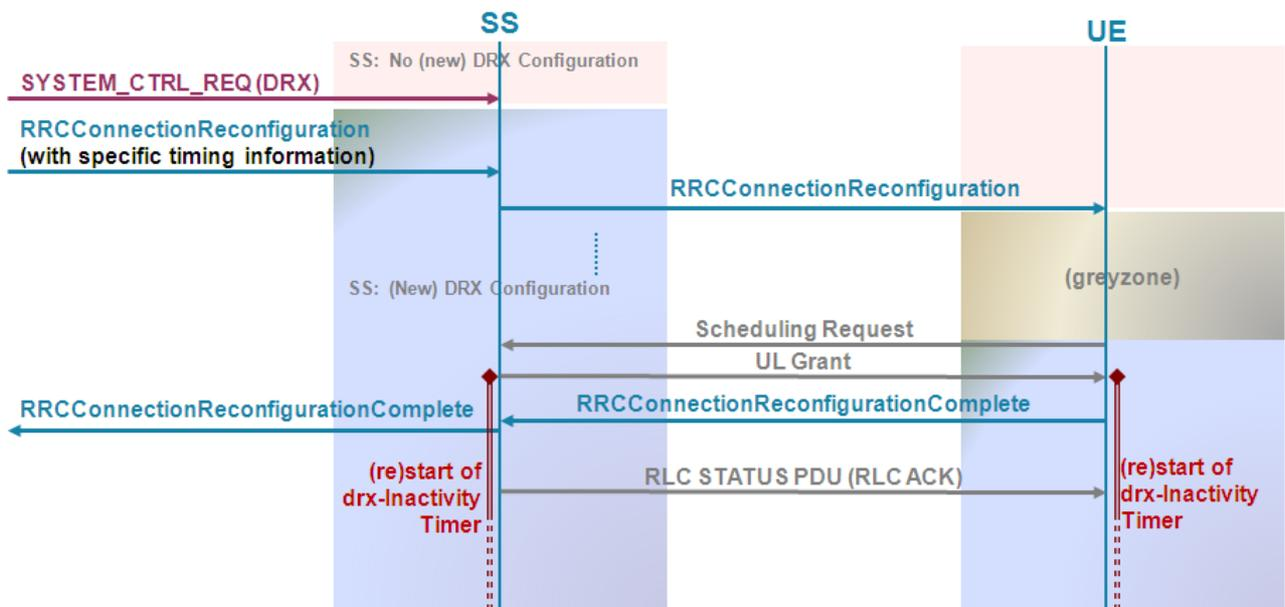 SS
UE
SS: No (new) DRX Configuration
SYSTEM_CTRL_REQ (DRX)
RRCConnectionReconfiguration
(with specific timing information)
RRCConnectionReconfiguration
(greyzone)
SS: (New) DRX Configuration
Scheduling Request
UL Grant
RRCConnectionReconfigurationComplete
RRCConnectionReconfigurationComplete
(re)start of
drx-Inactivity
Timer
RLC STATUS PDU (RLC ACK)
(re)start of
drx-Inactivity
Timer